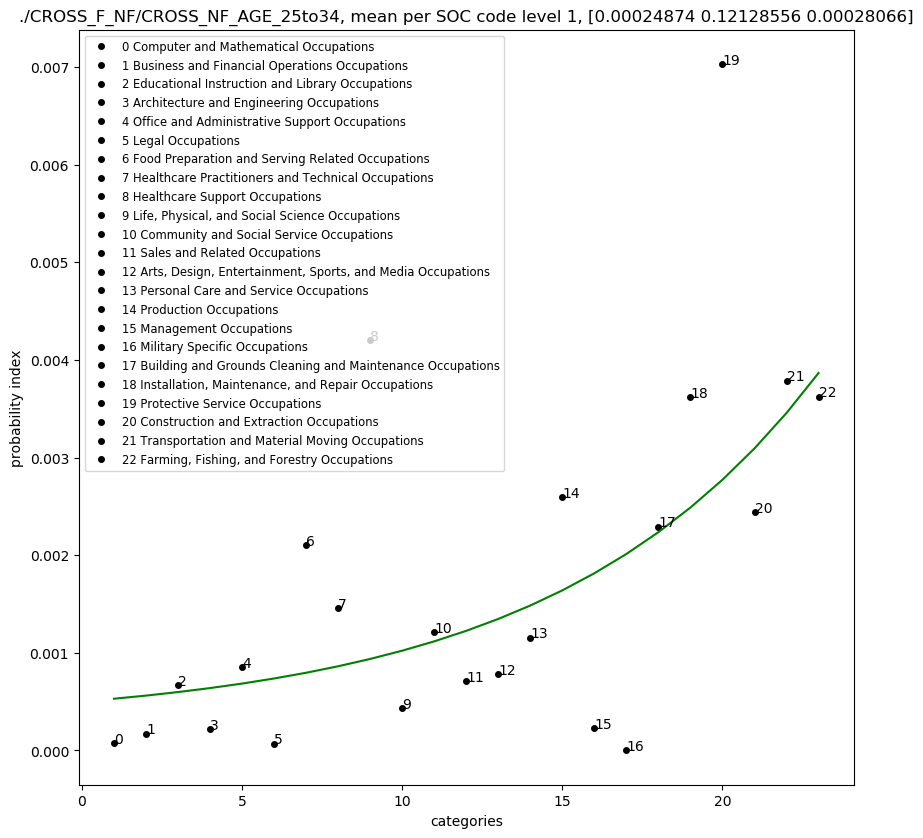 ./CROSS_F_NF/CROSS_NF_AGE_25to34, mean per SOC code level 1, [0.00024874 0.12128556 0.00028066]
0 Computer and Mathematical Occupations
1 Business and Financial Operations Occupations
2 Educational Instruction and Library Occupations
3 Architecture and Engineering Occupations
4 Office and Administrative Support Occupations
5 Legal Occupations
6 Food Preparation and Serving Related Occupations
7 Healthcare Practitioners and Technical Occupations
8 Healthcare Support Occupations
9 Life, Physical, and Social Science Occupations
10 Community and Social Service Occupations
11 Sales and Related Occupations
12 Arts, Design, Entertainment, Sports, and Media Occupations
13 Personal Care and Service Occupations
14 Production Occupations
15 Management Occupations
16 Military Specific Occupations
17 Building and Grounds Cleaning and Maintenance Occupations
18 Installation, Maintenance, and Repair Occupations
19 Protective Service Occupations
20 Construction and Extraction Occupations
21 Transportation and Material Moving Occupations
22 Farming, Fishing, and Forestry Occupations
probability index
0.007
0.006
0.005
0.004
0.003
0.002
0.001
0.000
0
1
2
3
4
5
6
7
8
9
10
11
12
13
14
15
16
17
18
19
20
21
22
0
5
10
15
20
categories